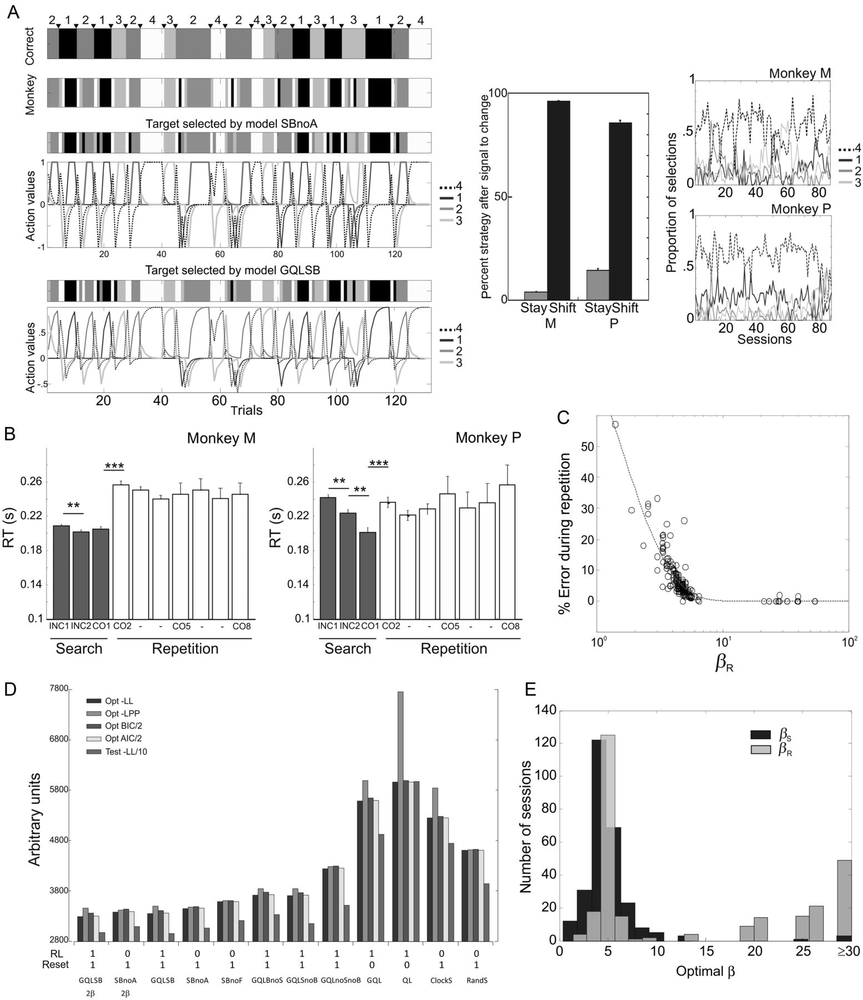 A
2 1 2 1 3 2 4 3 2 4 2 4 3 2 1 3 1 3 1 2 4
Correct
Monkey
Target selected by model SBnoA
Action values
1
0
-1
20 40 60 80 100 120
4
1
2
3
Target selected by model GQLSB
Action values
.5
0
-.5
20 40 60 80 100 120
Trials
4
1
2
3
Percent strategy after signal to change
100
50
0
Stay Shift Stay Shift
M P
Proportion of selections
Monkey M
1
.5
0
20 40 60 80
4
1
2
3
Monkey P
1
.5
0
20 40 60 80
Sessions
B
Monkey M
RT (s)
0.26
0.22
0.18
0.14
0.1
** ***
INC1 INC2 CO1 CO2 - - CO5 - - CO8
Search Repetition
Monkey P
RT (s)
0.26
0.22
0.18
0.14
0.1
** ** ***
INC1 INC2 CO1 CO2 - - CO5 - - CO8
Search Repetition
C
% Error during repetition
50
40
30
20
10
0
10⁰ 10¹ 10²
βR
D
Arbitrary units
7800
6800
5800
4800
3800
2800
Opt -LL
Opt -LPP
Opt BIC/2
Opt AIC/2
Test -LL/10
RL 1 0 1 0 0 1 1 1 1 1 0 0
Reset 1 1 1 1 1 1 1 1 0 0 1 1
GQLSB SBnoA GQLSB SBnoA SBnoF GQLBnoS GQLSnoB GQLnoSnoB GQL QL ClockS RandS
2β 2β
E
Number of sessions
140
120
100
80
60
40
20
0
βS
βR
0 5 10 15 20 25 ≥30
Optimal β